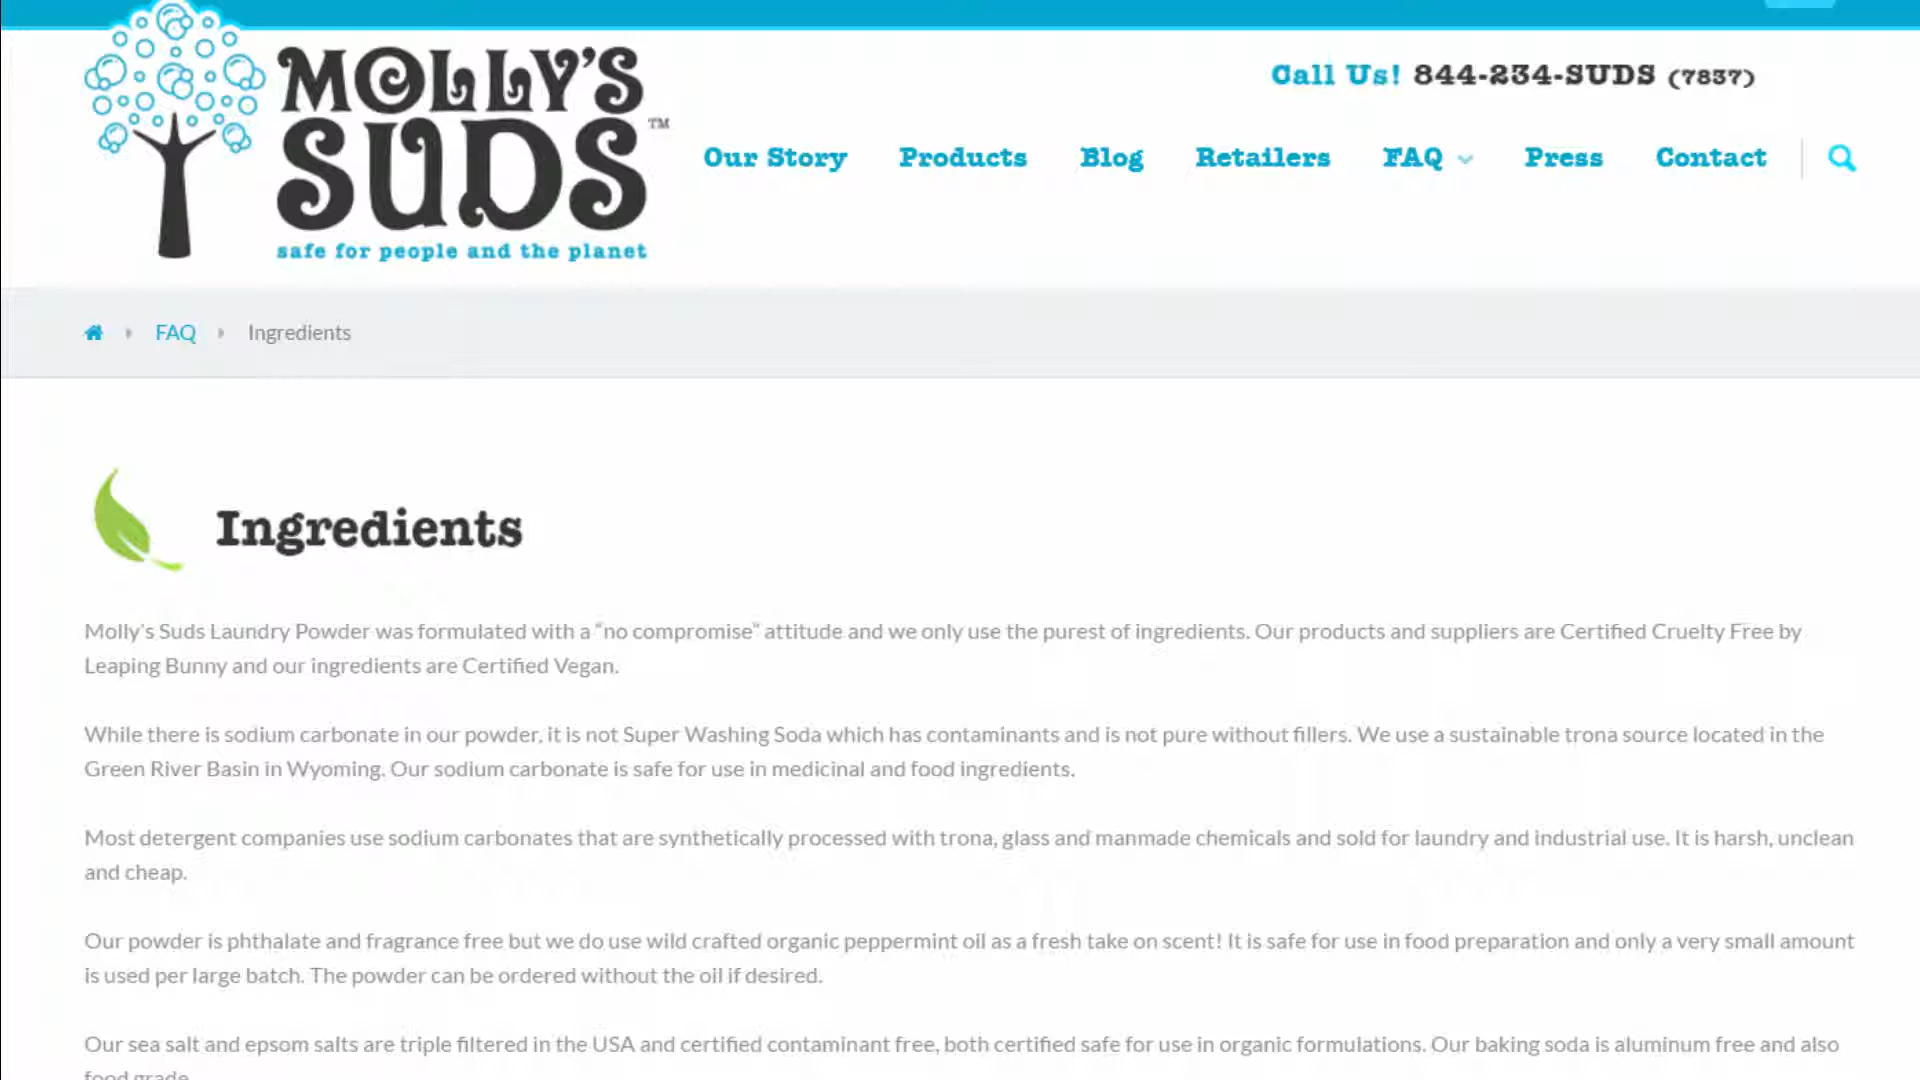 MOLLY'S
SUDS™
safe for people and the planet
Call Us! 844-234-SUDS (7837)
Our Story Products Blog Retailers FAQ Press Contact
FAQ Ingredients
Ingredients
Molly's Suds Laundry Powder was formulated with a “no compromise” attitude and we only use the purest of ingredients. Our products and suppliers are Certified Cruelty Free by
Leaping Bunny and our ingredients are Certified Vegan.
While there is sodium carbonate in our powder, it is not Super Washing Soda which has contaminants and is not pure without fillers. We use a sustainable trona source located in the
Green River Basin in Wyoming. Our sodium carbonate is safe for use in medicinal and food ingredients.
Most detergent companies use sodium carbonates that are synthetically processed with trona, glass and manmade chemicals and sold for laundry and industrial use. It is harsh, unclean
and cheap.
Our powder is phthalate and fragrance free but we do use wild crafted organic peppermint oil as a fresh take on scent! It is safe for use in food preparation and only a very small amount
is used per large batch. The powder can be ordered without the oil if desired.
Our sea salt and epsom salts are triple filtered in the USA and certified contaminant free, both certified safe for use in organic formulations. Our baking soda is aluminum free and also
food grade.